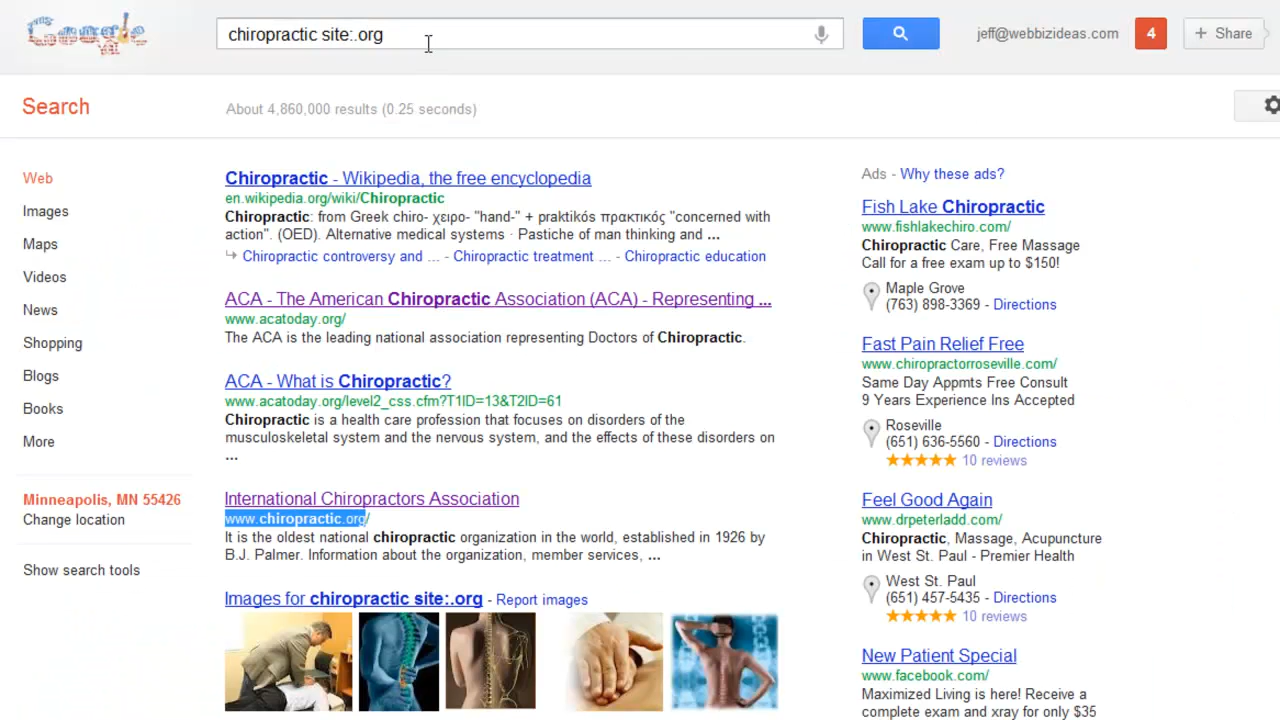 Google
chiropractic site:.org
jeff@webbizideas.com
4
+ Share
Search
About 4,860,000 results (0.25 seconds)
Web
Images
Maps
Videos
News
Shopping
Blogs
Books
More
Minneapolis, MN 55426
Change location
Show search tools
Chiropractic - Wikipedia, the free encyclopedia
en.wikipedia.org/wiki/Chiropractic
Chiropractic: from Greek chiro- χειρο- "hand-" + praktikós πρακτικός "concerned with
action". (OED). Alternative medical systems · Pastiche of man thinking and ...
Chiropractic controversy and ... - Chiropractic treatment ... - Chiropractic education
ACA - The American Chiropractic Association (ACA) - Representing ...
www.acatoday.org/
The ACA is the leading national association representing Doctors of Chiropractic.
ACA - What is Chiropractic?
www.acatoday.org/level2_css.cfm?T1ID=13&T2ID=61
Chiropractic is a health care profession that focuses on disorders of the
musculoskeletal system and the nervous system, and the effects of these disorders on
...
International Chiropractors Association
www.chiropractic.org/
It is the oldest national chiropractic organization in the world, established in 1926 by
B.J. Palmer. Information about the organization, member services, ...
Images for chiropractic site:.org - Report images
Ads - Why these ads?
Fish Lake Chiropractic
www.fishlakechiro.com/
Chiropractic Care, Free Massage
Call for a free exam up to $150!
Maple Grove
(763) 898-3369 - Directions
Fast Pain Relief Free
www.chiropractorroseville.com/
Same Day Appmts Free Consult
9 Years Experience Ins Accepted
Roseville
(651) 636-5560 - Directions
10 reviews
Feel Good Again
www.drpeterladd.com/
Chiropractic, Massage, Acupuncture
in West St. Paul - Premier Health
West St. Paul
(651) 457-5435 - Directions
10 reviews
New Patient Special
www.facebook.com/
Maximized Living is here! Receive a
complete exam and xray for only $35